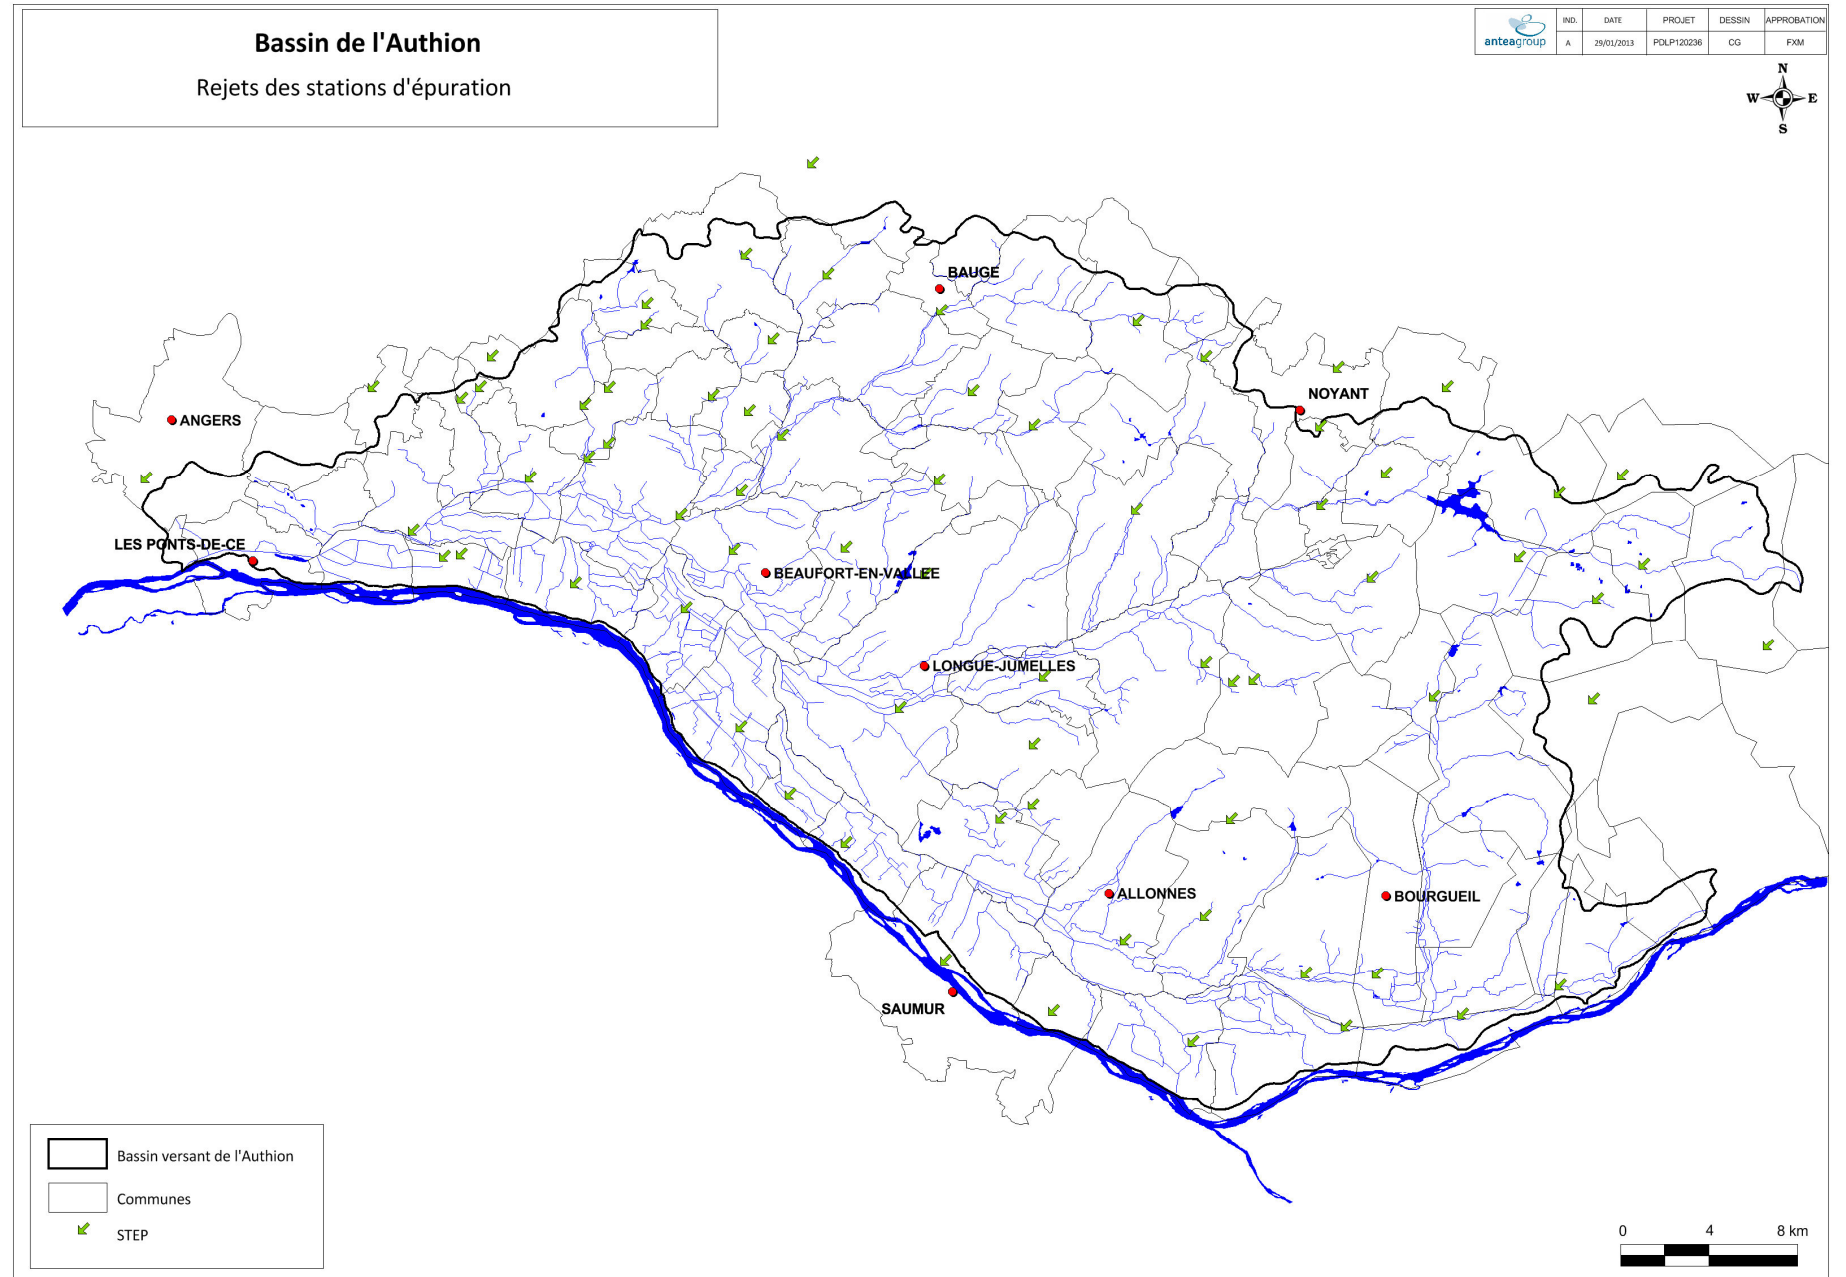 Bassin de l'Authion
Rejets des stations d'épuration
anteagroup
IND. DATE PROJET DESSIN APPROBATION
A 29/01/2013 PDLP120236 CG FXM
N
W E
S
BAUGE
NOYANT
ANGERS
LES PONTS-DE-CE
BEAUFORT-EN-VALLEE
LONGUE-JUMELLES
ALLONNES
BOURGUEIL
SAUMUR
Bassin versant de l'Authion
Communes
STEP
0 4 8 km